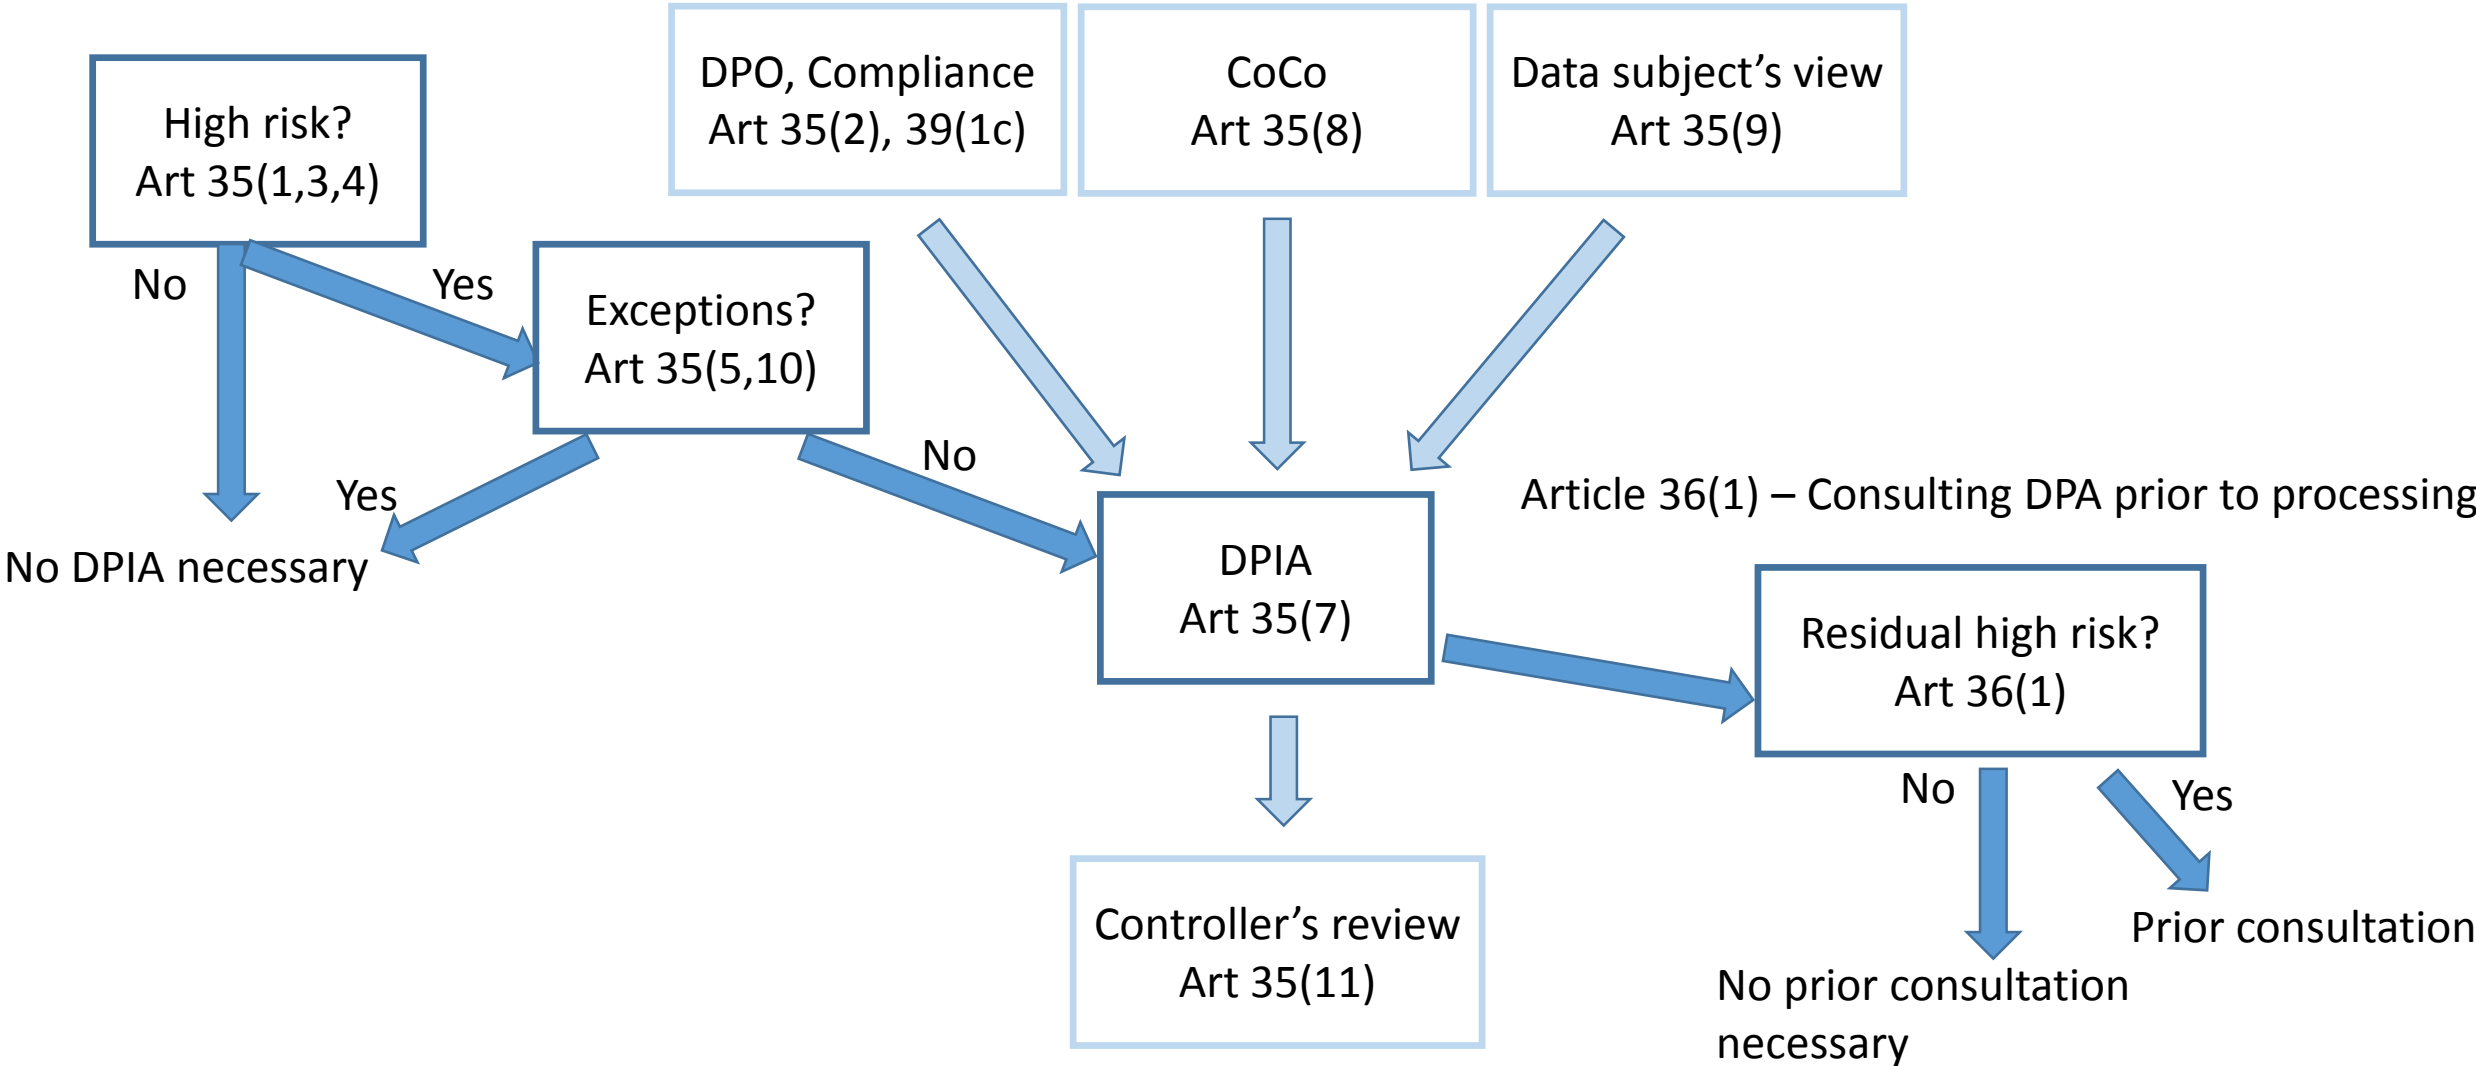 High risk?
Art 35(1,3,4)
DPO, Compliance
Art 35(2), 39(1c)
CoCo
Art 35(8)
Data subject’s view
Art 35(9)
No
Yes
Exceptions?
Art 35(5,10)
Yes
No
No DPIA necessary
Article 36(1) – Consulting DPA prior to processing
DPIA
Art 35(7)
Residual high risk?
Art 36(1)
No
Yes
Controller’s review
Art 35(11)
Prior consultation
No prior consultation
necessary